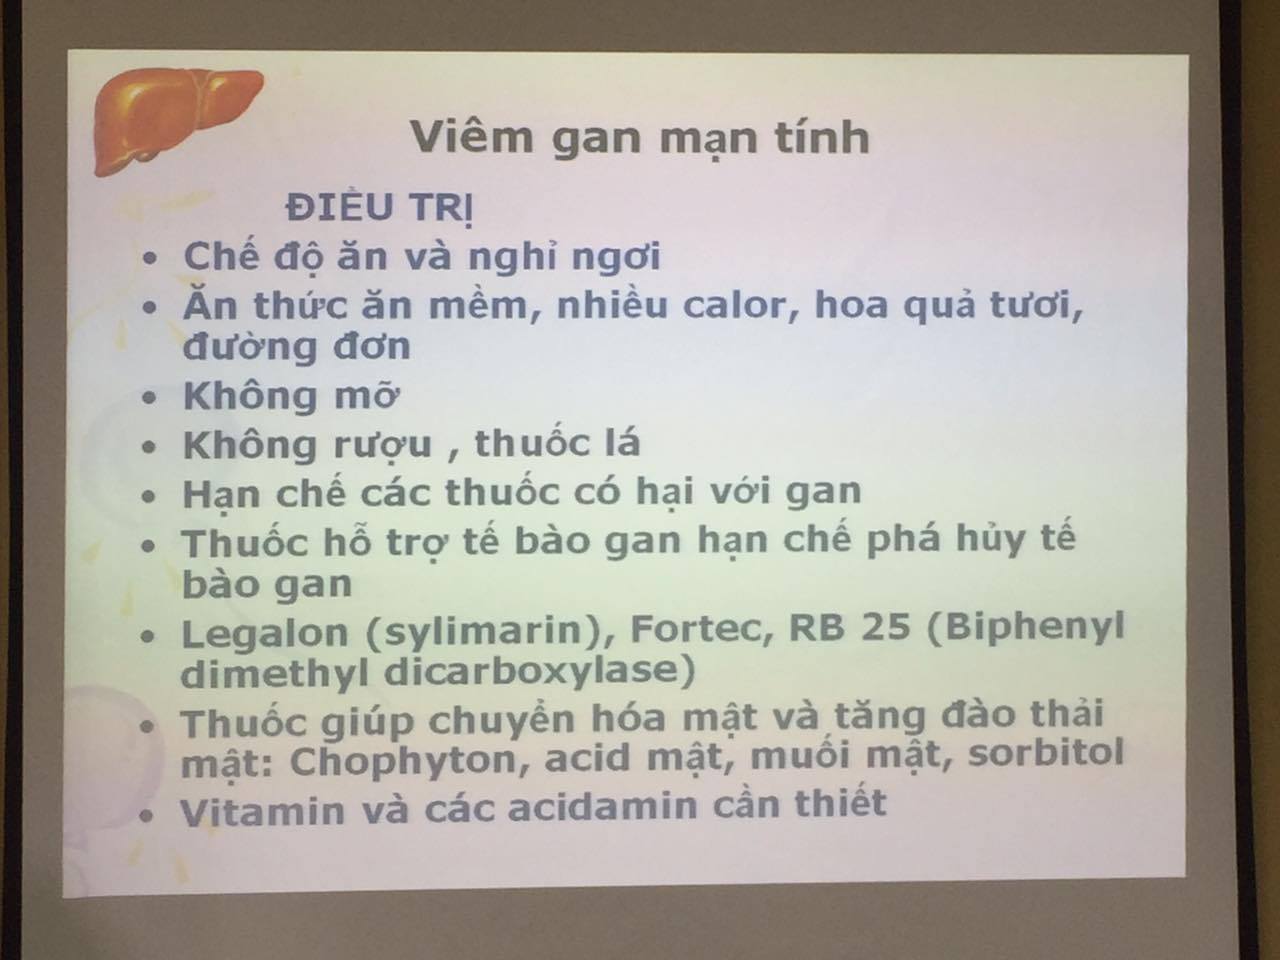 Viêm gan mạn tính
ĐIỀU TRỊ
• Chế độ ăn và nghỉ ngơi
• Ăn thức ăn mềm, nhiều calor, hoa quả tươi,
đường đơn
• Không mỡ
• Không rượu , thuốc lá
• Hạn chế các thuốc có hại với gan
• Thuốc hỗ trợ tế bào gan hạn chế phá hủy tế
bào gan
• Legalon (sylimarin), Fortec, RB 25 (Biphenyl
dimethyl dicarboxylase)
• Thuốc giúp chuyển hóa mật và tăng đào thải
mật: Chophyton, acid mật, muối mật, sorbitol
• Vitamin và các acidamin cần thiết